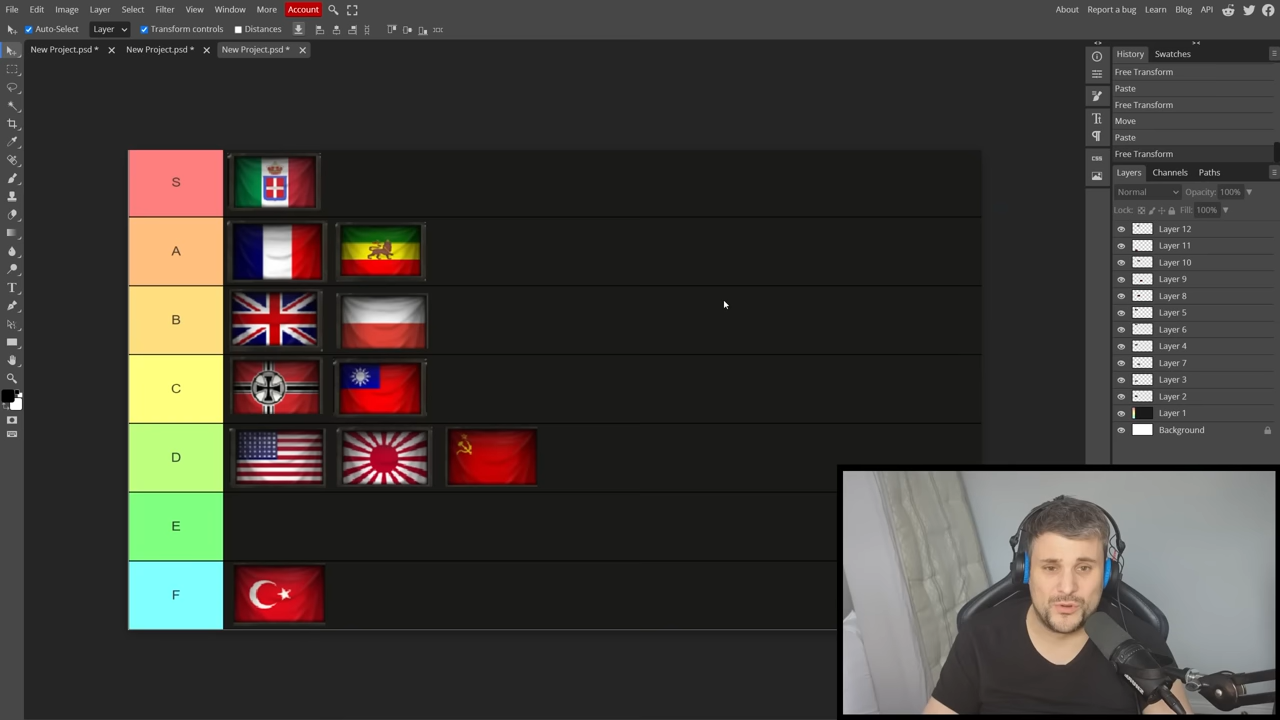 File Edit Image Layer Select Filter View Window More Account About Report a bug Learn Blog API
Auto-Select Layer Transform controls Distances
New Project.psd * New Project.psd * New Project.psd *
History Swatches
Free Transform
Paste
Free Transform
Move
Paste
Free Transform
Layers Channels Paths
Normal Opacity: 100%
Lock: Fill: 100%
Layer 12
Layer 11
Layer 10
Layer 9
Layer 8
Layer 5
Layer 6
Layer 4
Layer 7
Layer 3
Layer 2
Layer 1
Background
CSS
S
A
B
C
D
E
F